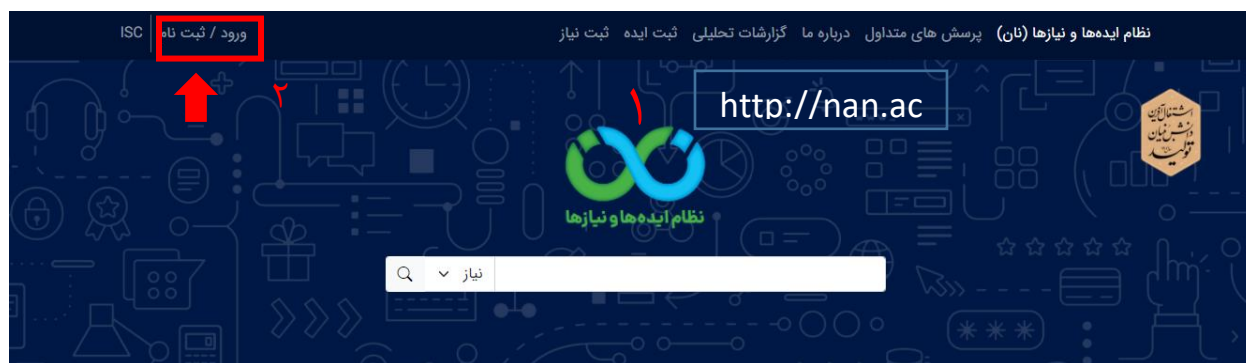 نظام ایده‌ها و نیازها (نان) پرسش های متداول درباره ما گزارشات تحلیلی ثبت ایده ثبت نیاز ورود / ثبت نام ISC
۱ http://nan.ac
۲
نظام ایده‌ها و نیازها
نیاز
***